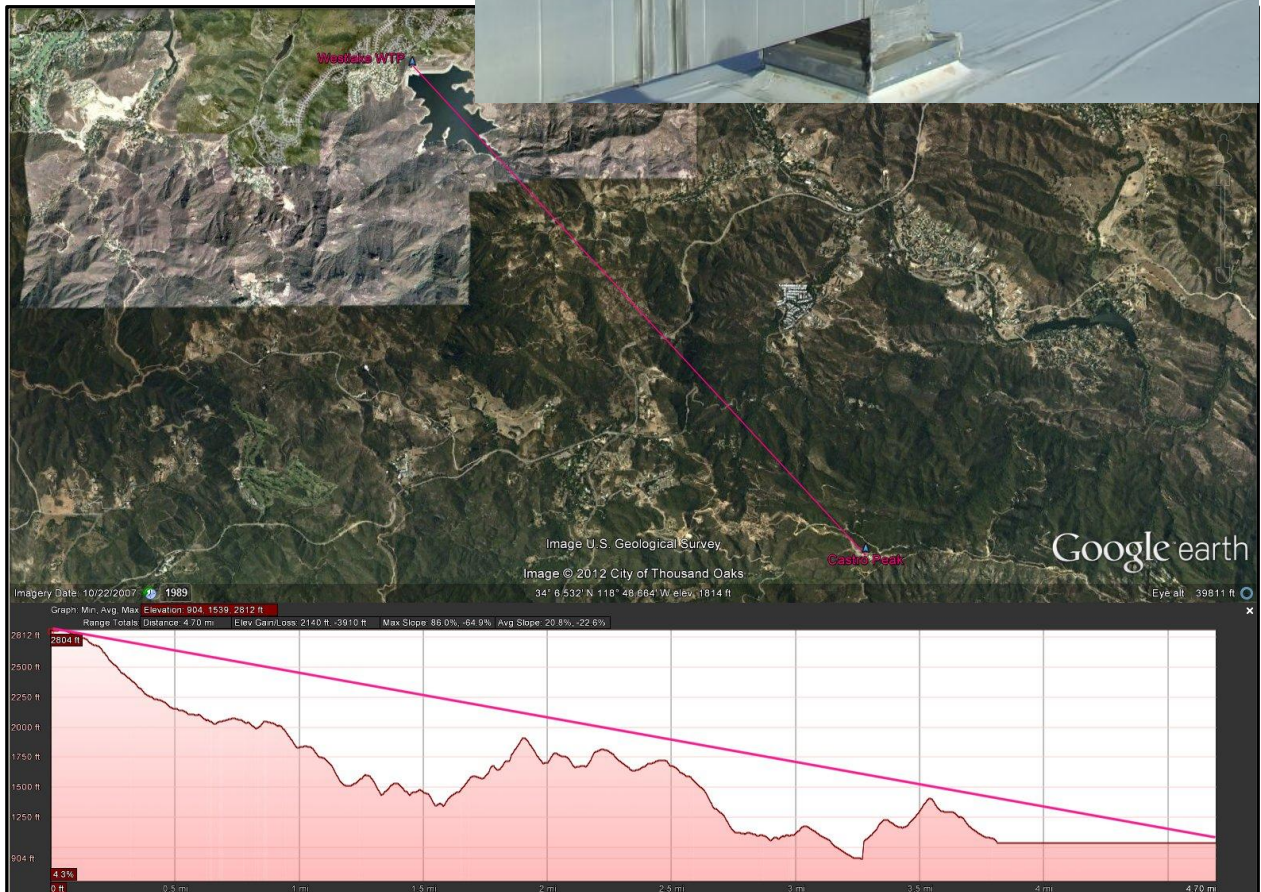 Westlake WTP
Castro Peak
Image U.S. Geological Survey
Image © 2012 City of Thousand Oaks
Google earth
Imagery Date: 10/22/2007 1989
34° 6.532' N 118° 48.664' W elev 1814 ft
Eye alt 39811 ft
Graph: Min, Avg, Max Elevation: 904, 1539, 2812 ft
Range Totals: Distance: 4.70 mi Elev Gain/Loss: 2140 ft, -3910 ft Max Slope: 86.0%, -64.9% Avg Slope: 20.8%, -22.6%
2812 ft
2804 ft
2500 ft
2250 ft
2000 ft
1750 ft
1500 ft
1250 ft
904 ft
4.3%
0 ft 0.5 mi 1 mi 1.5 mi 2 mi 2.5 mi 3 mi 3.5 mi 4 mi 4.70 mi